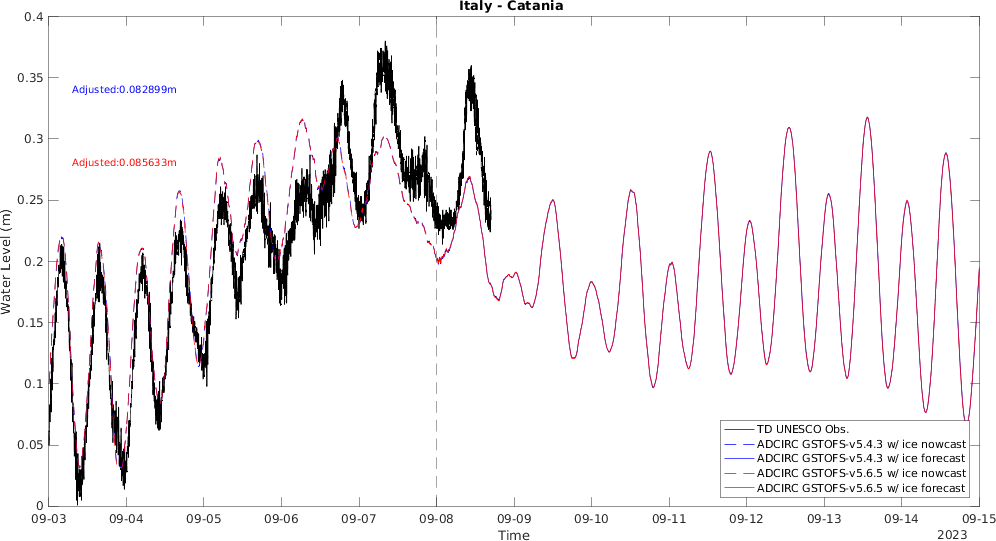 Italy - Catania
0.4
0.35
0.3
0.25
0.2
0.15
0.1
0.05
0
Water Level (m)
Adjusted:0.082899m
Adjusted:0.085633m
TD UNESCO Obs.
ADCIRC GSTOFS-v5.4.3 w/ ice nowcast
ADCIRC GSTOFS-v5.4.3 w/ ice forecast
ADCIRC GSTOFS-v5.6.5 w/ ice nowcast
ADCIRC GSTOFS-v5.6.5 w/ ice forecast
09-03 09-04 09-05 09-06 09-07 09-08 09-09 09-10 09-11 09-12 09-13 09-14 09-15
Time
2023